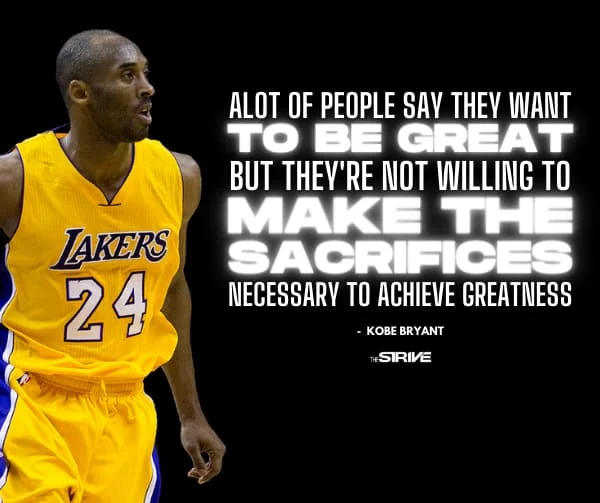 ALOT OF PEOPLE SAY THEY WANT
TO BE GREAT
BUT THEY'RE NOT WILLING TO
MAKE THE
SACRIFICES
NECESSARY TO ACHIEVE GREATNESS
- KOBE BRYANT
THE STRIVE
LAKERS
24